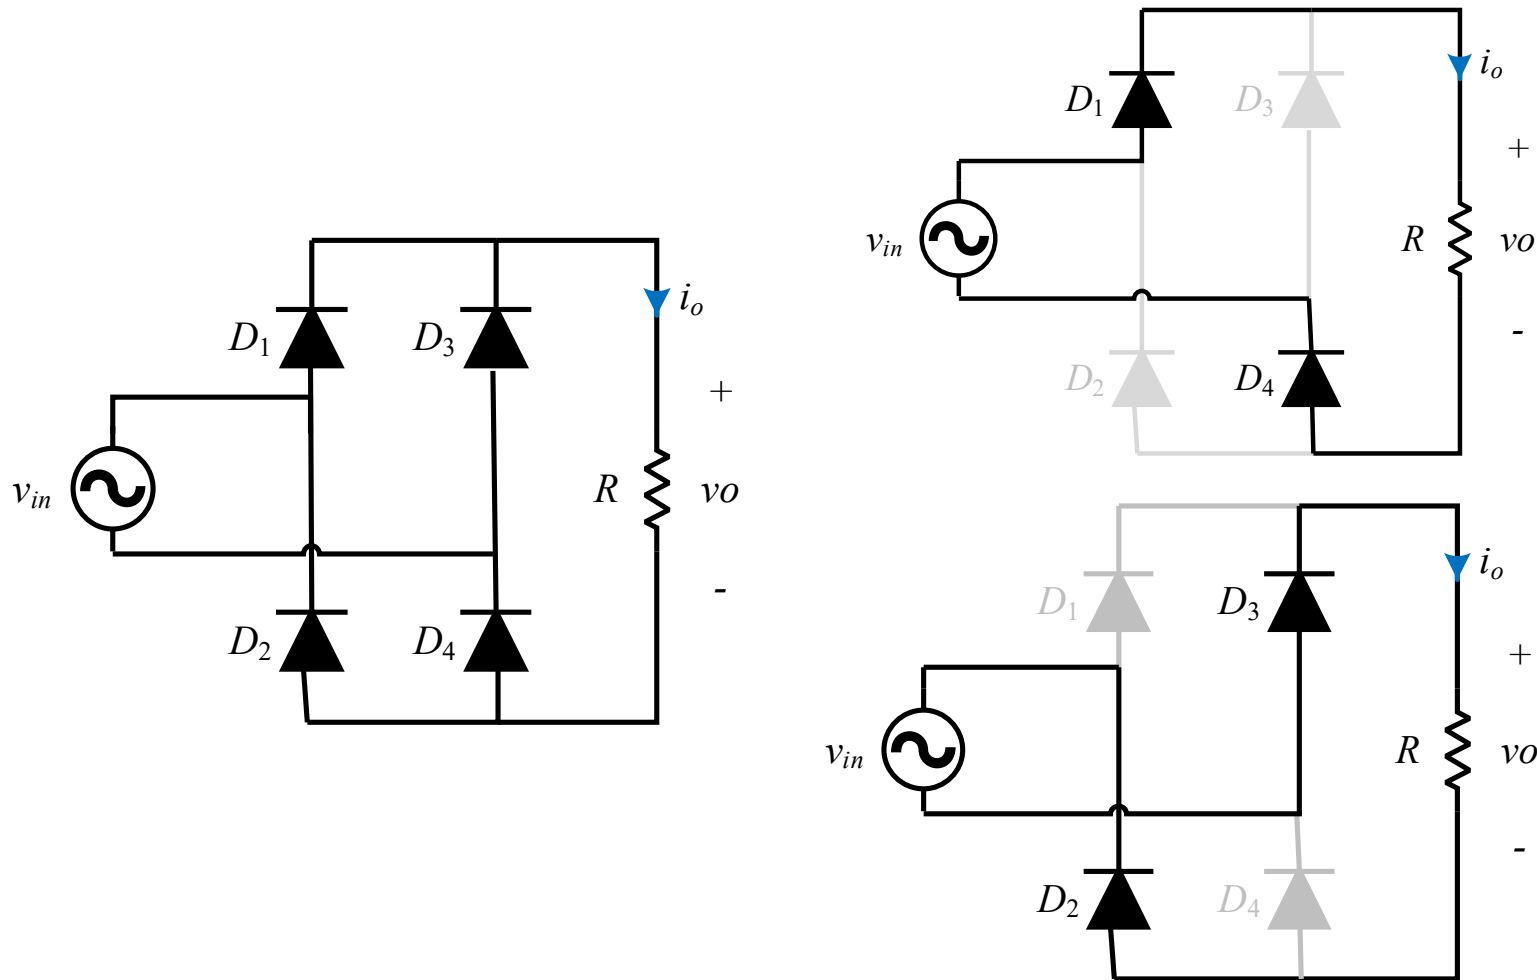 D1
D3
io
+
vin
R
vo
D2
D4
-
io
D1
D3
+
vin
R
vo
-
D2
D4
io
D1
D3
+
vin
R
vo
-
D2
D4